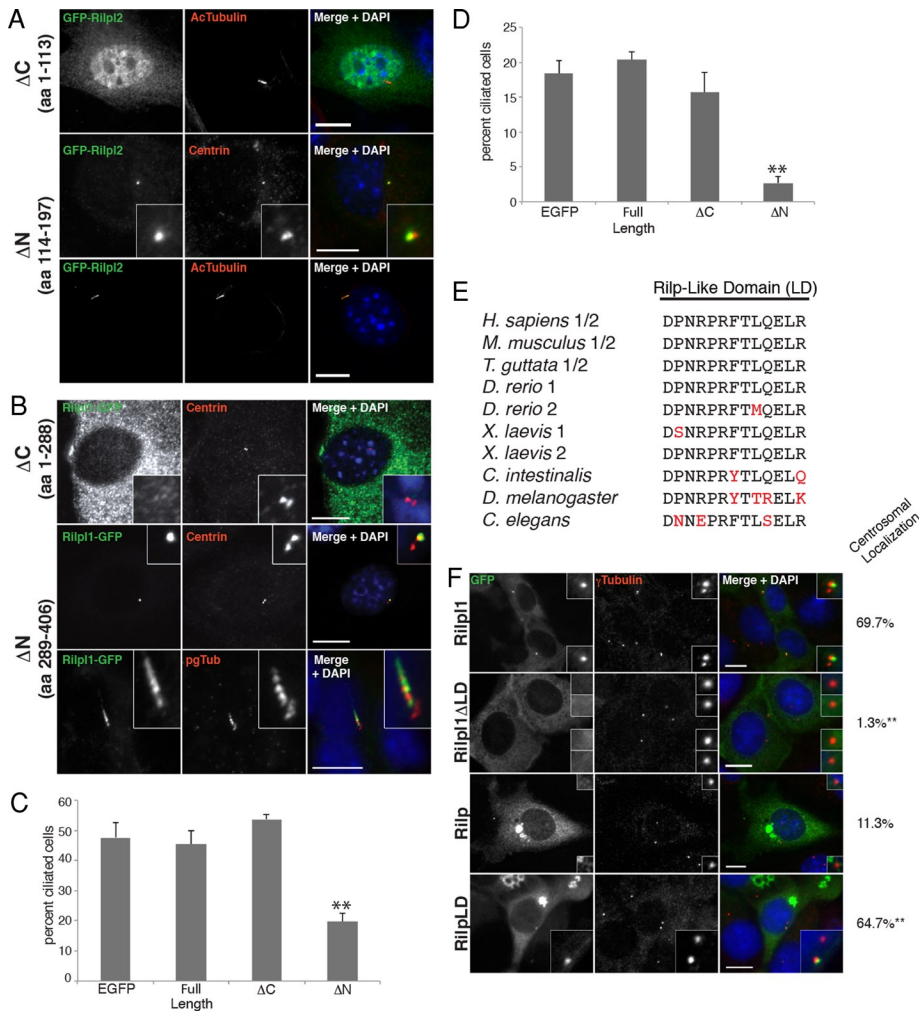 A
GFP-Rilpl2 AcTubulin Merge + DAPI
ΔC
(aa 1-113)
GFP-Rilpl2 Centrin Merge + DAPI
ΔN
(aa 114-197)
GFP-Rilpl2 AcTubulin Merge + DAPI
B
Rilpl1-GFP Centrin Merge + DAPI
ΔC
(aa 1-288)
Rilpl1-GFP Centrin Merge + DAPI
ΔN
(aa 289-406)
Rilpl1-GFP pgTub Merge
+ DAPI
C
percent ciliated cells
60
50
40
30
20
10
0
**
EGFP Full
Length ΔC ΔN
D
percent ciliated cells
25
20
15
10
5
0
**
EGFP Full
Length ΔC ΔN
E
Rilp-Like Domain (LD)
H. sapiens 1/2 DPNRPRFTLQELR
M. musculus 1/2 DPNRPRFTLQELR
T. guttata 1/2 DPNRPRFTLQELR
D. rerio 1 DPNRPRFTLQELR
D. rerio 2 DPNRPRFTMQELR
X. laevis 1 DSNRPRFTLQELR
X. laevis 2 DPNRPRFTLQELR
C. intestinalis DPNRPRYTLQELQ
D. melanogaster DPNRPRYTTRELK
C. elegans DNNEPRFTLSELR
Centrosomal
Localization
F
GFP γTubulin Merge + DAPI
Rilpl1 69.7%
Rilpl1ΔLD 1.3%**
Rilp 11.3%
RilpLD 64.7%**